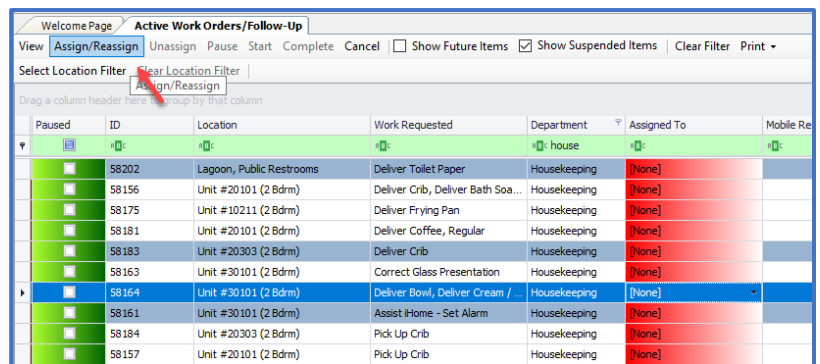 Welcome Page Active Work Orders/Follow-Up
View Assign/Reassign Unassign Pause Start Complete Cancel Show Future Items Show Suspended Items Clear Filter Print
Select Location Filter Clear Location Filter
Assign/Reassign
Drag a column header here to group by that column
Paused ID Location Work Requested Department Assigned To Mobile Re
house
58202 Lagoon, Public Restrooms Deliver Toilet Paper Housekeeping [None]
58156 Unit #20101 (2 Bdrm) Deliver Crib, Deliver Bath Soa... Housekeeping [None]
58175 Unit #10211 (2 Bdrm) Deliver Frying Pan Housekeeping [None]
58181 Unit #20101 (2 Bdrm) Deliver Coffee, Regular Housekeeping [None]
58183 Unit #20303 (2 Bdrm) Deliver Crib Housekeeping [None]
58163 Unit #30101 (2 Bdrm) Correct Glass Presentation Housekeeping [None]
58164 Unit #30101 (2 Bdrm) Deliver Bowl, Deliver Cream / ... Housekeeping [None]
58161 Unit #30101 (2 Bdrm) Assist iHome - Set Alarm Housekeeping [None]
58184 Unit #20303 (2 Bdrm) Pick Up Crib Housekeeping [None]
58157 Unit #20101 (2 Bdrm) Pick Up Crib Housekeeping [None]